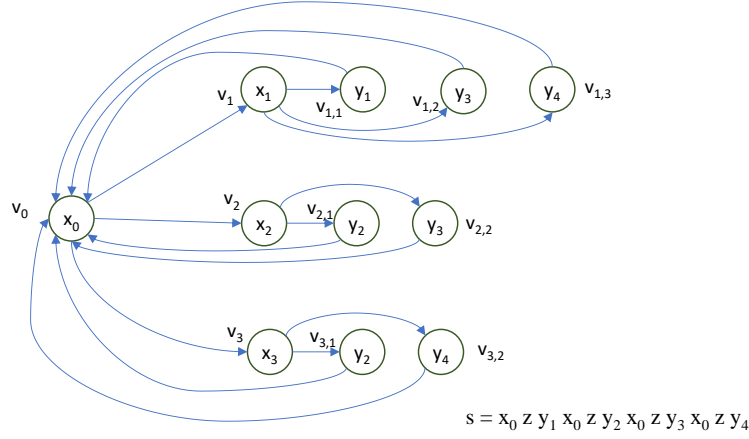 x₁ y₁ y₃ y₄ v₁,₃
v₁ v₁,₁ v₁,₂
v₀ x₀
v₂ v₂,₁
x₂ y₂ y₃ v₂,₂
v₃ v₃,₁
x₃ y₂ y₄ v₃,₂
s = x₀ z y₁ x₀ z y₂ x₀ z y₃ x₀ z y₄